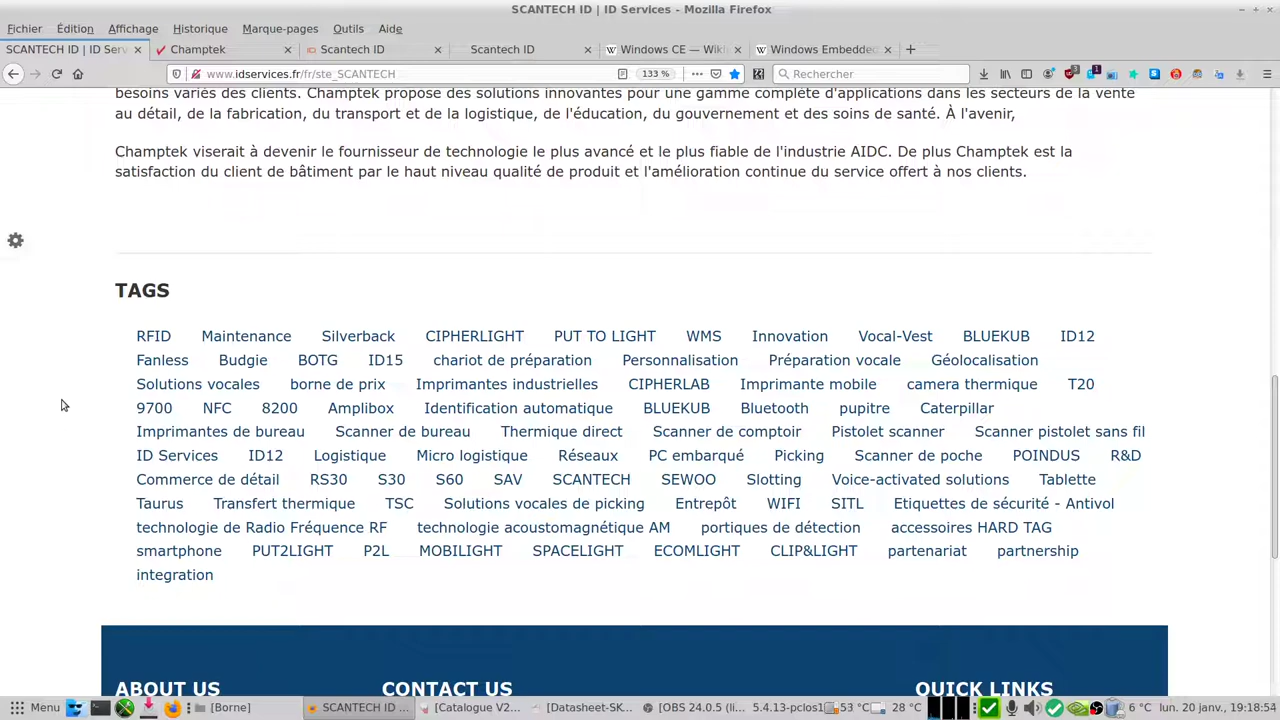 SCANTECH ID | ID Services - Mozilla Firefox
Fichier Édition Affichage Historique Marque-pages Outils Aide
SCANTECH ID | ID Serv Champtek Scantech ID Scantech ID Windows CE — Wiki Windows Embedded
www.idservices.fr/fr/ste_SCANTECH 133 % Rechercher
besoins variés des clients. Champtek propose des solutions innovantes pour une gamme complète d'applications dans les secteurs de la vente
au détail, de la fabrication, du transport et de la logistique, de l'éducation, du gouvernement et des soins de santé. À l'avenir,
Champtek viserait à devenir le fournisseur de technologie le plus avancé et le plus fiable de l'industrie AIDC. De plus Champtek est la
satisfaction du client de bâtiment par le haut niveau qualité de produit et l'amélioration continue du service offert à nos clients.
TAGS
RFID Maintenance Silverback CIPHERLIGHT PUT TO LIGHT WMS Innovation Vocal-Vest BLUEKUB ID12
Fanless Budgie BOTG ID15 chariot de préparation Personnalisation Préparation vocale Géolocalisation
Solutions vocales borne de prix Imprimantes industrielles CIPHERLAB Imprimante mobile camera thermique T20
9700 NFC 8200 Amplibox Identification automatique BLUEKUB Bluetooth pupitre Caterpillar
Imprimantes de bureau Scanner de bureau Thermique direct Scanner de comptoir Pistolet scanner Scanner pistolet sans fil
ID Services ID12 Logistique Micro logistique Réseaux PC embarqué Picking Scanner de poche POINDUS R&D
Commerce de détail RS30 S30 S60 SAV SCANTECH SEWOO Slotting Voice-activated solutions Tablette
Taurus Transfert thermique TSC Solutions vocales de picking Entrepôt WIFI SITL Etiquettes de sécurité - Antivol
technologie de Radio Fréquence RF technologie acoustomagnétique AM portiques de détection accessoires HARD TAG
smartphone PUT2LIGHT P2L MOBILIGHT SPACELIGHT ECOMLIGHT CLIP&LIGHT partenariat partnership
integration
ABOUT US CONTACT US QUICK LINKS
Menu [Borne] SCANTECH ID ... [Catalogue V2... [Datasheet-SK... [OBS 24.0.5 (li... 5.4.13-pclos1 53 °C 28 °C 6 °C lun. 20 janv., 19:18:54